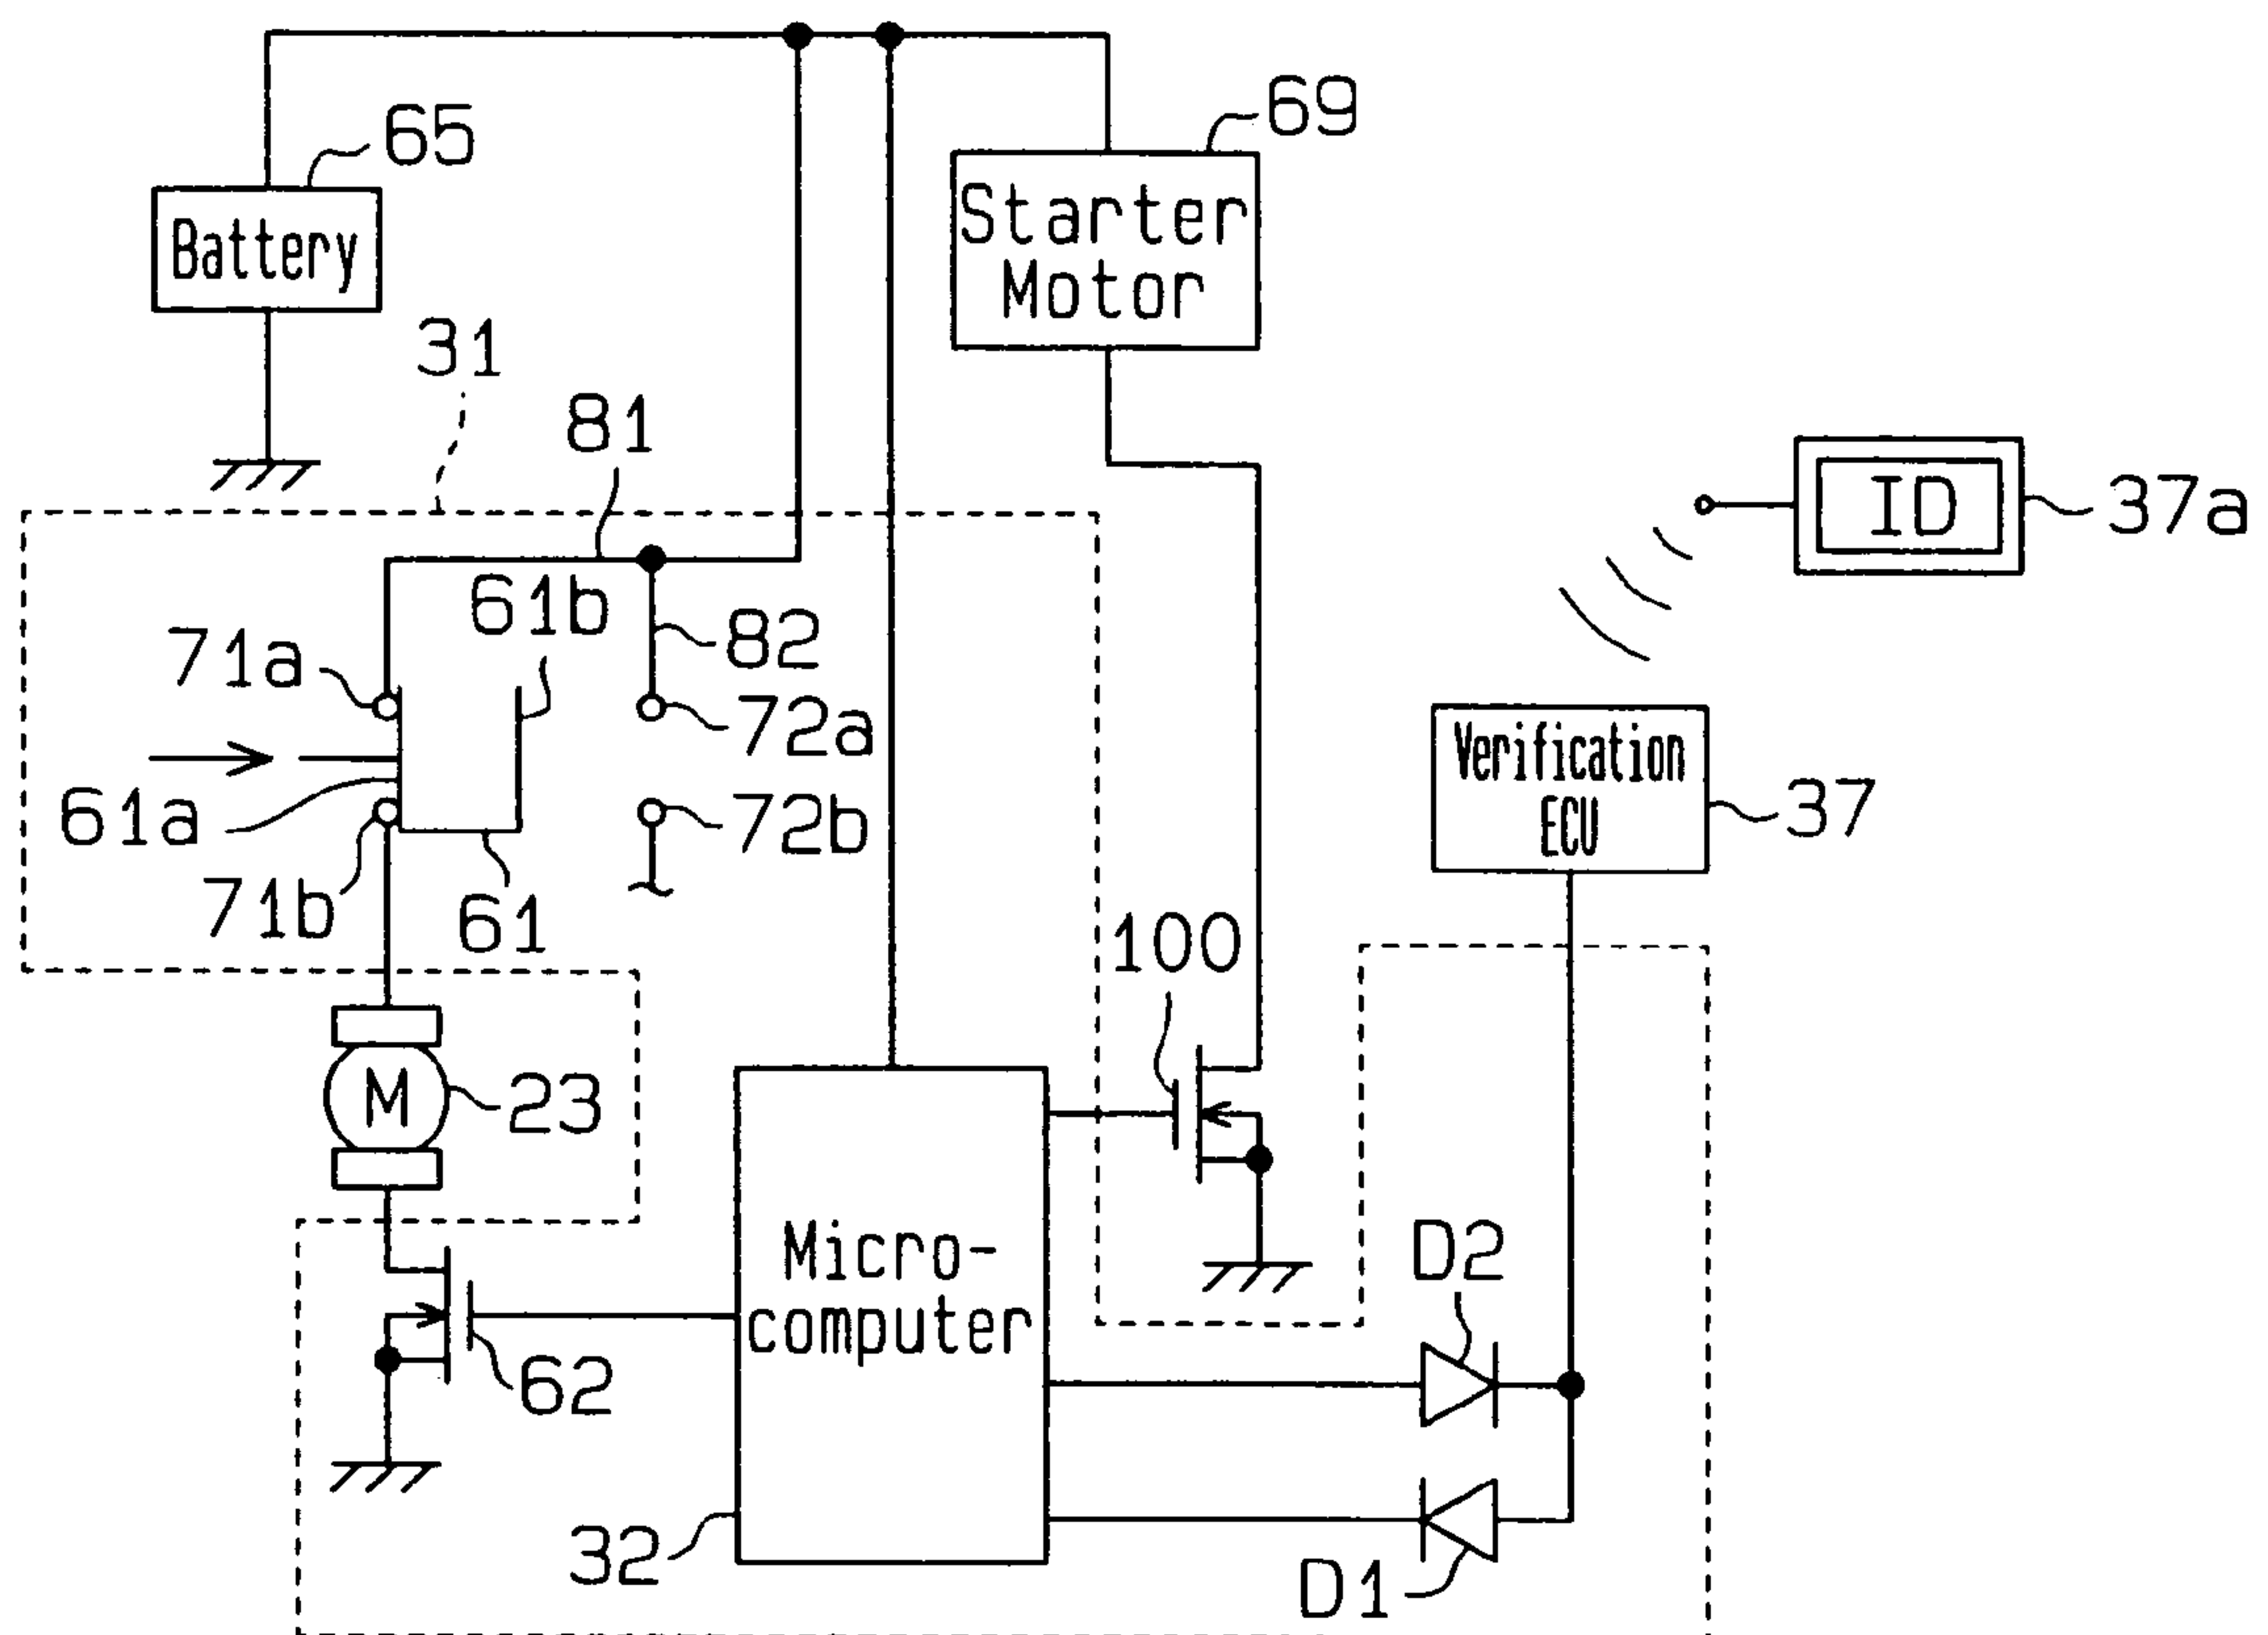 69
65
Starter
Motor
Battery
31
81
ID
37a
61b
82
71a
72a
Verification
ECU
37
61a
72b
71b
61
100
M
23
Micro-
computer
D2
62
32
D1